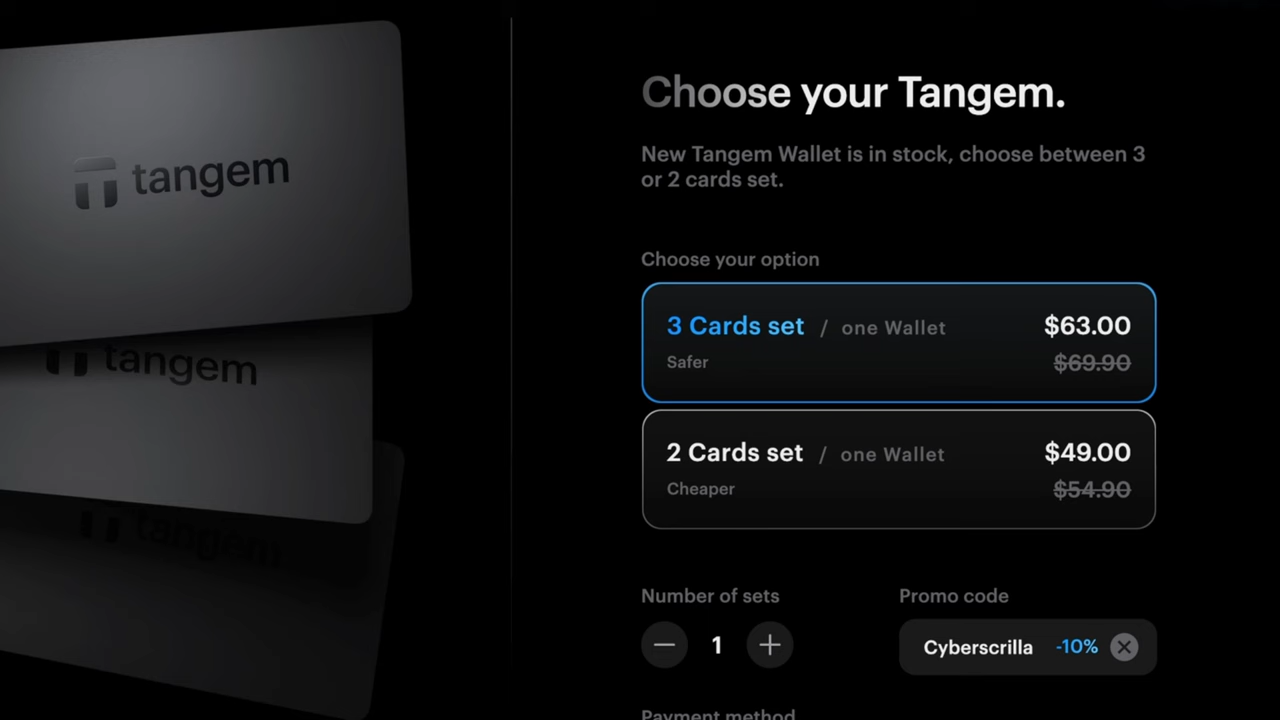 tangem
tangem
tangem
Choose your Tangem.
New Tangem Wallet is in stock, choose between 3
or 2 cards set.
Choose your option
3 Cards set / one Wallet $63.00
Safer $69.90
2 Cards set / one Wallet $49.00
Cheaper $54.90
Number of sets Promo code
1 Cyberscrilla -10%
Payment method